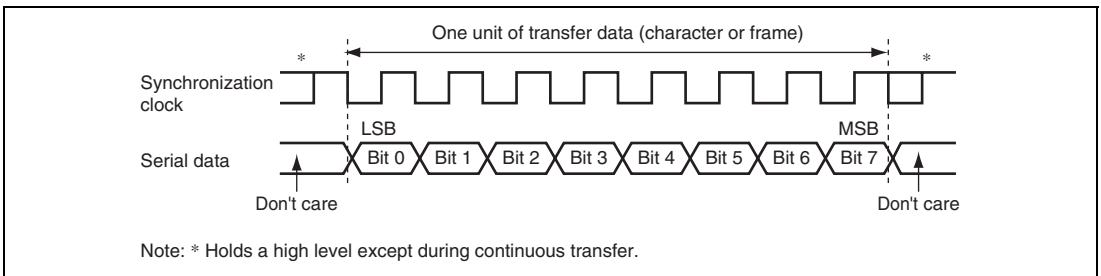 One unit of transfer data (character or frame)
* *
Synchronization
clock
LSB MSB
Serial data Bit 0 Bit 1 Bit 2 Bit 3 Bit 4 Bit 5 Bit 6 Bit 7
Don't care Don't care
Note: * Holds a high level except during continuous transfer.